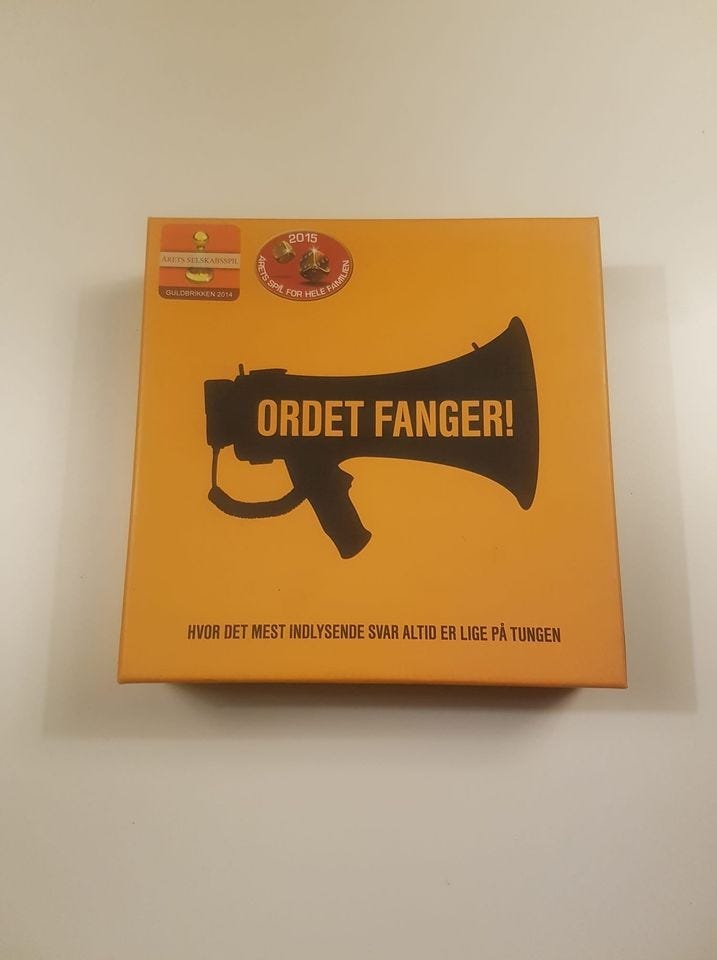 ÅRETS SELSKABSSPIL
GULDBRIKKEN 2014
2015
ÅRETS SPIL FOR HELE FAMILIEN
ORDET FANGER!
HVOR DET MEST INDLYSENDE SVAR ALTID ER LIGE PÅ TUNGEN